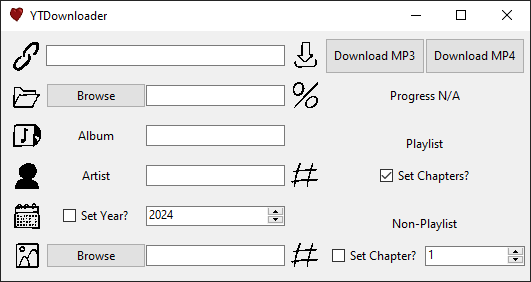 YTDownloader
Download MP3 Download MP4
Browse % Progress N/A
Album
Playlist
Artist # Set Chapters?
Set Year? 2024
Non-Playlist
Browse # Set Chapter? 1